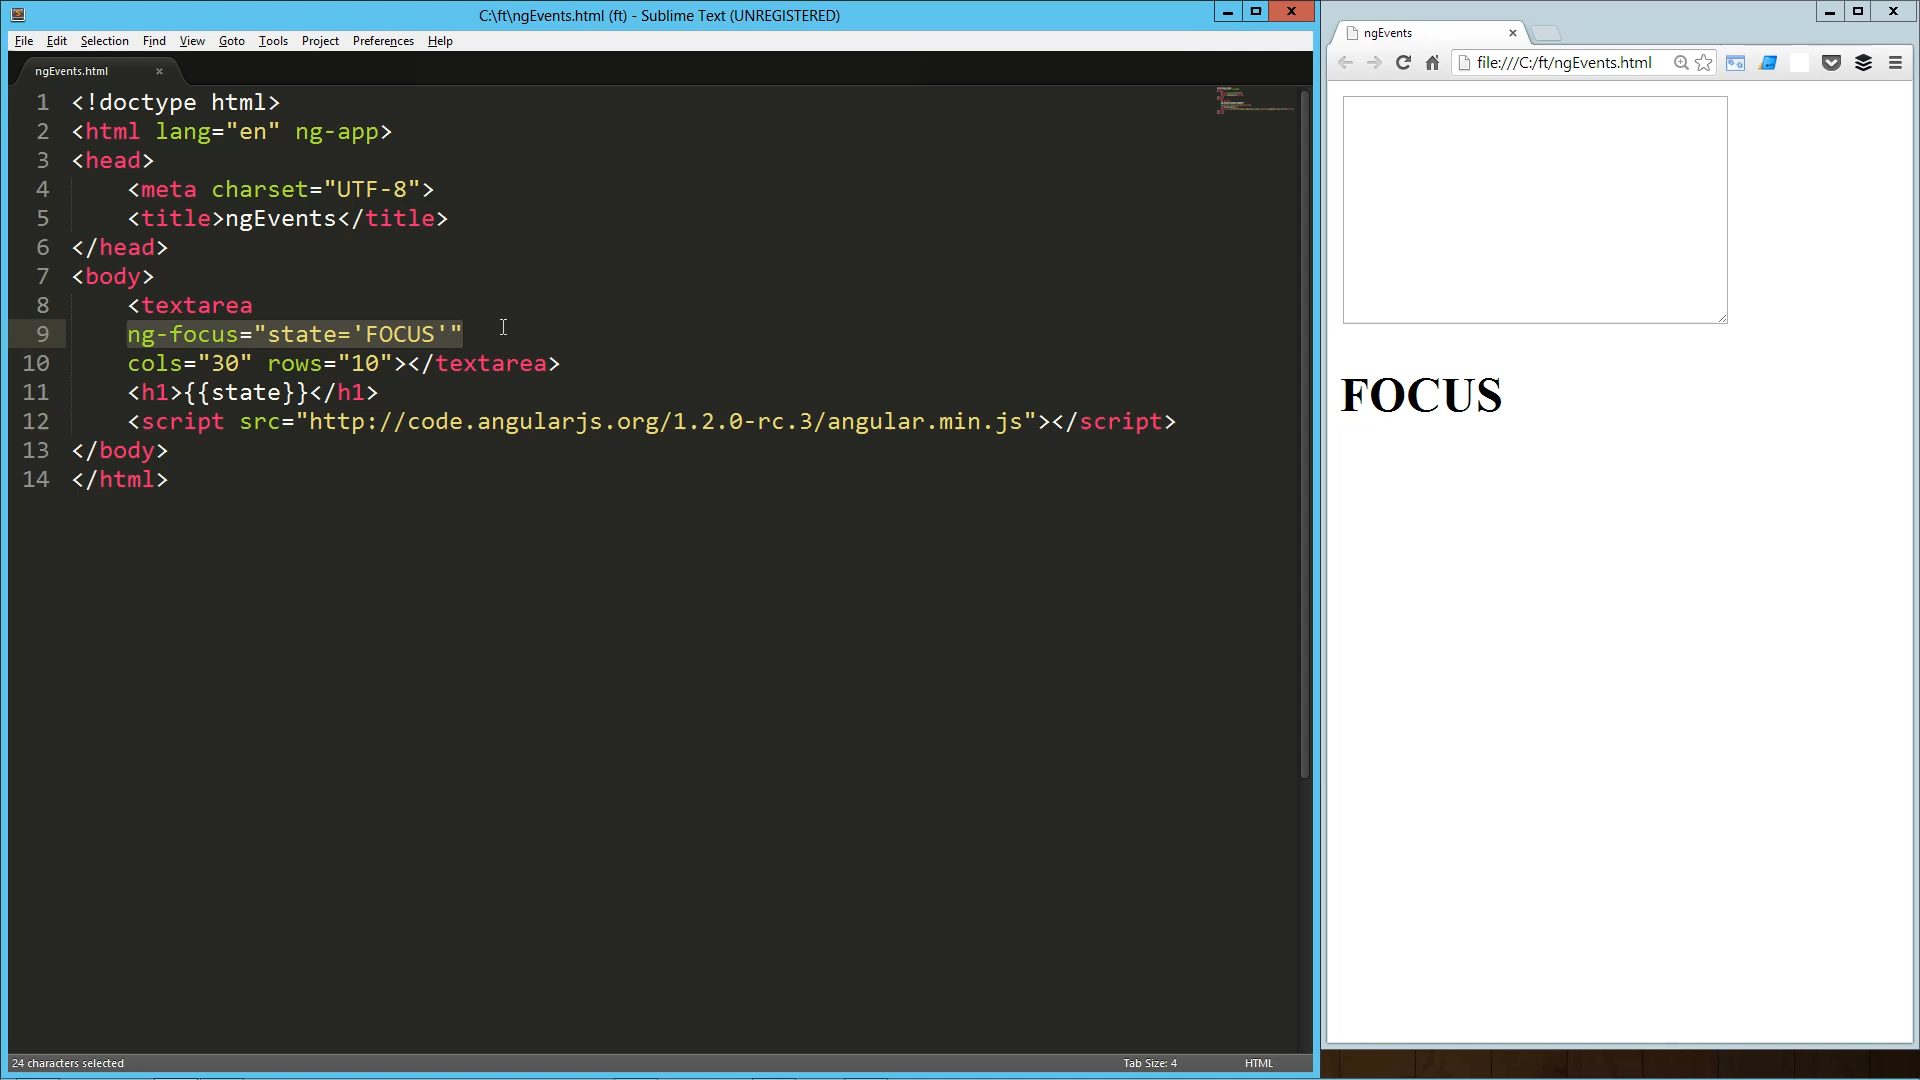 C:\ft\ngEvents.html (ft) - Sublime Text (UNREGISTERED)
File Edit Selection Find View Goto Tools Project Preferences Help
ngEvents.html
1 <!doctype html>
2 <html lang="en" ng-app>
3 <head>
4 <meta charset="UTF-8">
5 <title>ngEvents</title>
6 </head>
7 <body>
8 <textarea
9 ng-focus="state='FOCUS'"
10 cols="30" rows="10"></textarea>
11 <h1>{{state}}</h1>
12 <script src="http://code.angularjs.org/1.2.0-rc.3/angular.min.js"></script>
13 </body>
14 </html>
24 characters selected
Tab Size: 4
HTML
ngEvents
file:///C:/ft/ngEvents.html
FOCUS